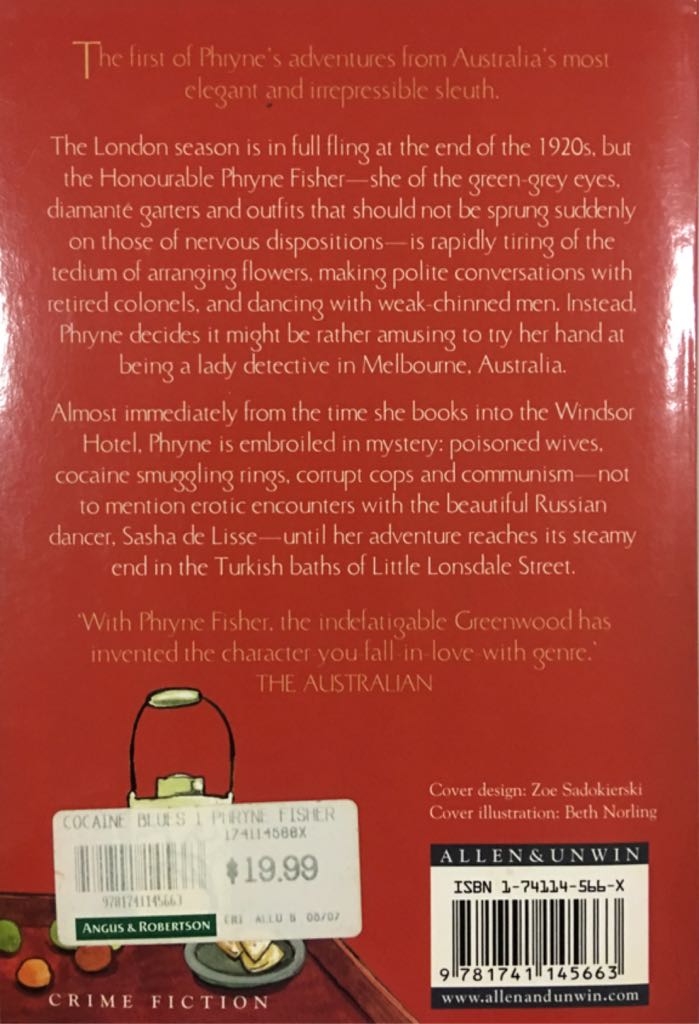 The first of Phryne's adventures from Australia's most
elegant and irrepressible sleuth.
The London season is in full fling at the end of the 1920s, but
the Honourable Phryne Fisher—she of the green-grey eyes,
diamanté garters and outfits that should not be sprung suddenly
on those of nervous dispositions—is rapidly tiring of the
tedium of arranging flowers, making polite conversations with
retired colonels, and dancing with weak-chinned men. Instead,
Phryne decides it might be rather amusing to try her hand at
being a lady detective in Melbourne, Australia.
Almost immediately from the time she books into the Windsor
Hotel, Phryne is embroiled in mystery: poisoned wives,
cocaine smuggling rings, corrupt cops and communism—not
to mention erotic encounters with the beautiful Russian
dancer, Sasha de Lisse—until her adventure reaches its steamy
end in the Turkish baths of Little Lonsdale Street.
'With Phryne Fisher, the indefatigable Greenwood has
invented the character-you-fall-in-love-with genre.'
THE AUSTRALIAN
Cover design: Zoe Sadokierski
Cover illustration: Beth Norling
COCAINE BLUES 1 PHRYNE FISHER
174114566X
$19.99
9781741145663
ANGUS & ROBERTSON
CRI ALLU 8 08/07
ALLEN & UNWIN
ISBN 1-74114-566-X
9 781741 145663
www.allenandunwin.com
CRIME FICTION